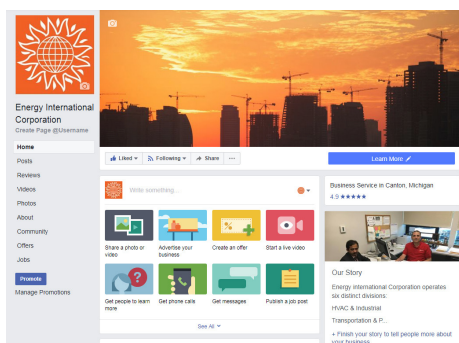 Energy International
Corporation
Create Page @Username
Home
Posts
Reviews
Videos
Photos
About
Community
Offers
Jobs
Promote
Manage Promotions
Liked
Following
Share
Learn More
Write something...
Share a photo or
video
Advertise your
business
Create an offer
Start a live video
Get people to learn
more
Get phone calls
Get messages
Publish a job post
See All
Business Service in Canton, Michigan
4.9 ★★★★★
Our Story
Energy International Corporation operates
six distinct divisions:
HVAC & Industrial
Transportation & P...
+ Finish your story to tell people more about
your business